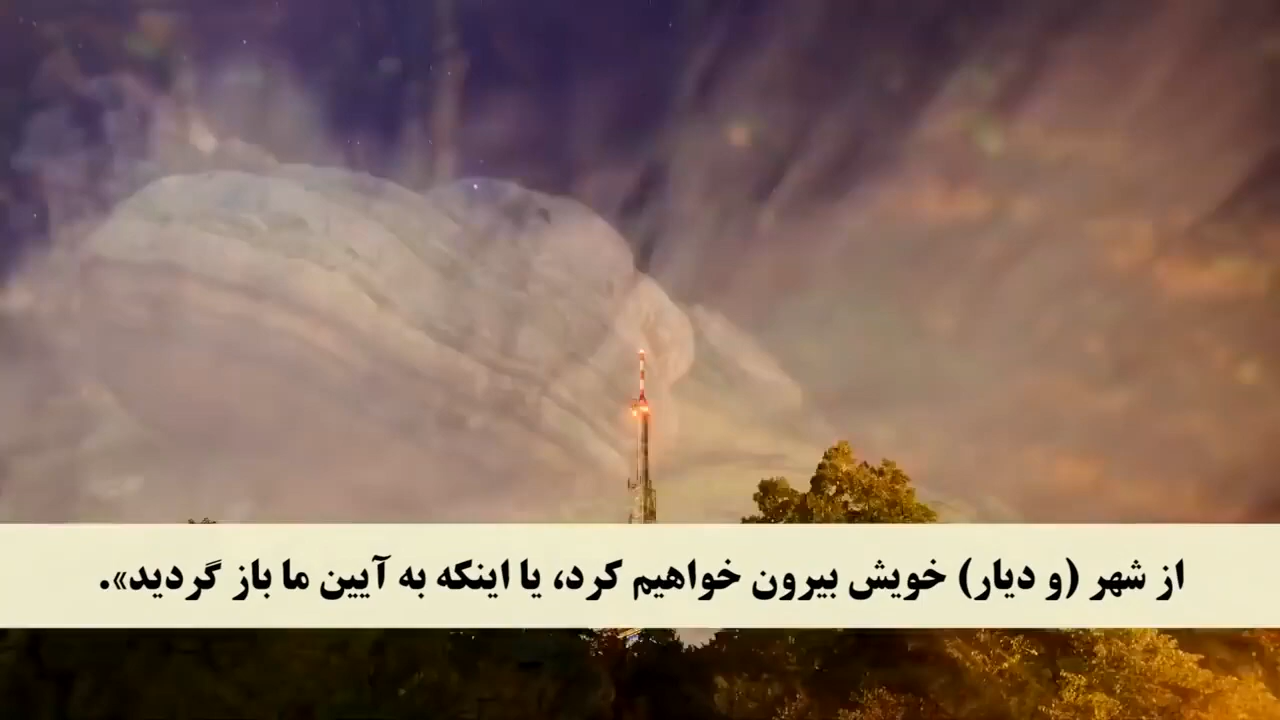 از شهر (و دیار) خویش بیرون خواهیم کرد، یا اینکه به آیین ما باز گردید».